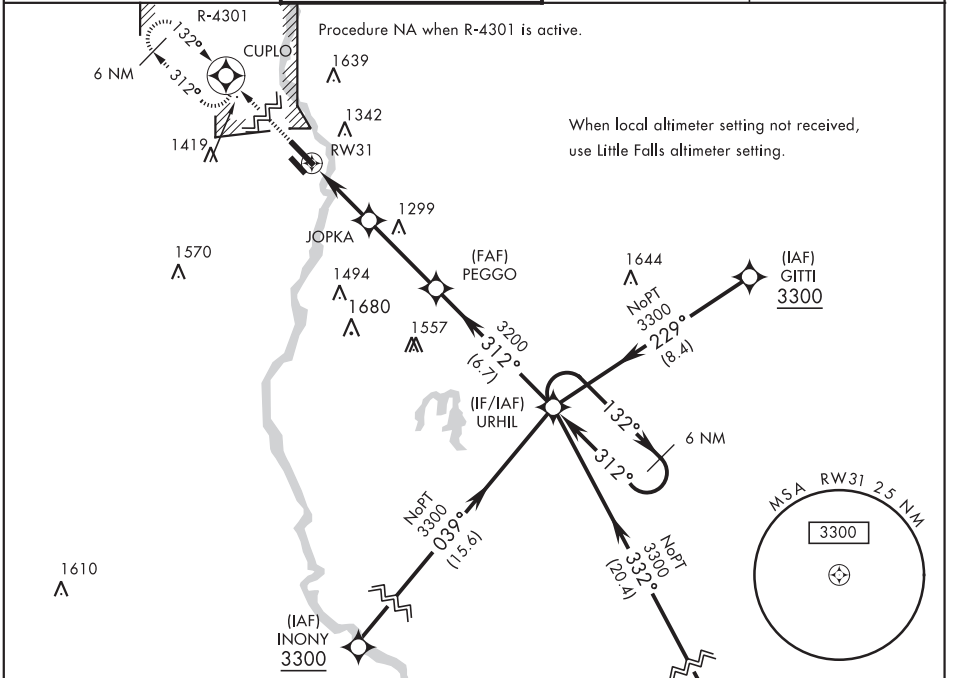 R-4301
Procedure NA when R-4301 is active.
132°
CUPLO
6 NM
312°
1639
1342
When local altimeter setting not received,
use Little Falls altimeter setting.
1419
RW31
1299
JOPKA
(FAF)
PEGGO
1570
1494
1680
1557
1644
(IAF)
GITTI
3300
NoPT
3300
229°
(8.4)
3200
312°
(6.7)
(IF/IAF)
URHIL
132°
312°
6 NM
NoPT
3300
039°
(15.6)
NoPT
3300
332°
(20.4)
MSA RW31 25 NM
3300
1610
(IAF)
INONY
3300